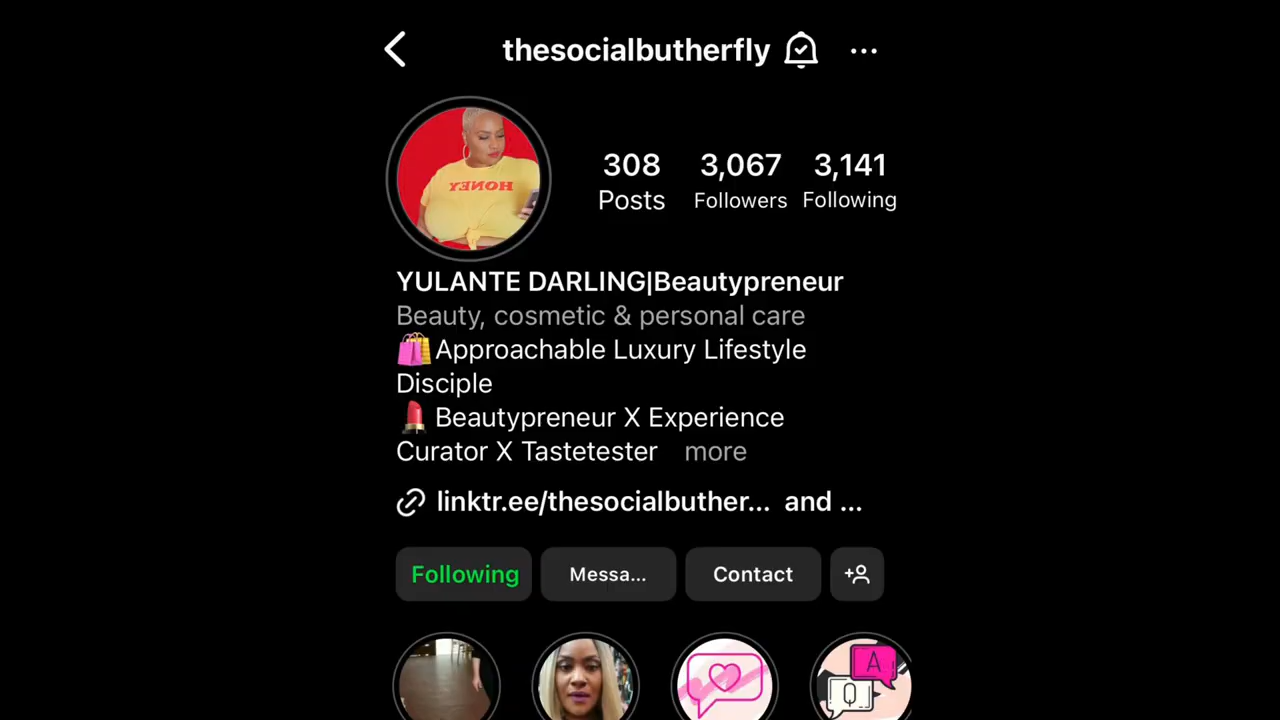 thesocialbutherfly
308 3,067 3,141
Posts Followers Following
HONEY
YULANTE DARLING|Beautypreneur
Beauty, cosmetic & personal care
🛍️Approachable Luxury Lifestyle
Disciple
💄 Beautypreneur X Experience
Curator X Tastetester more
linktr.ee/thesocialbuther... and ...
Following Messa... Contact
A
Q